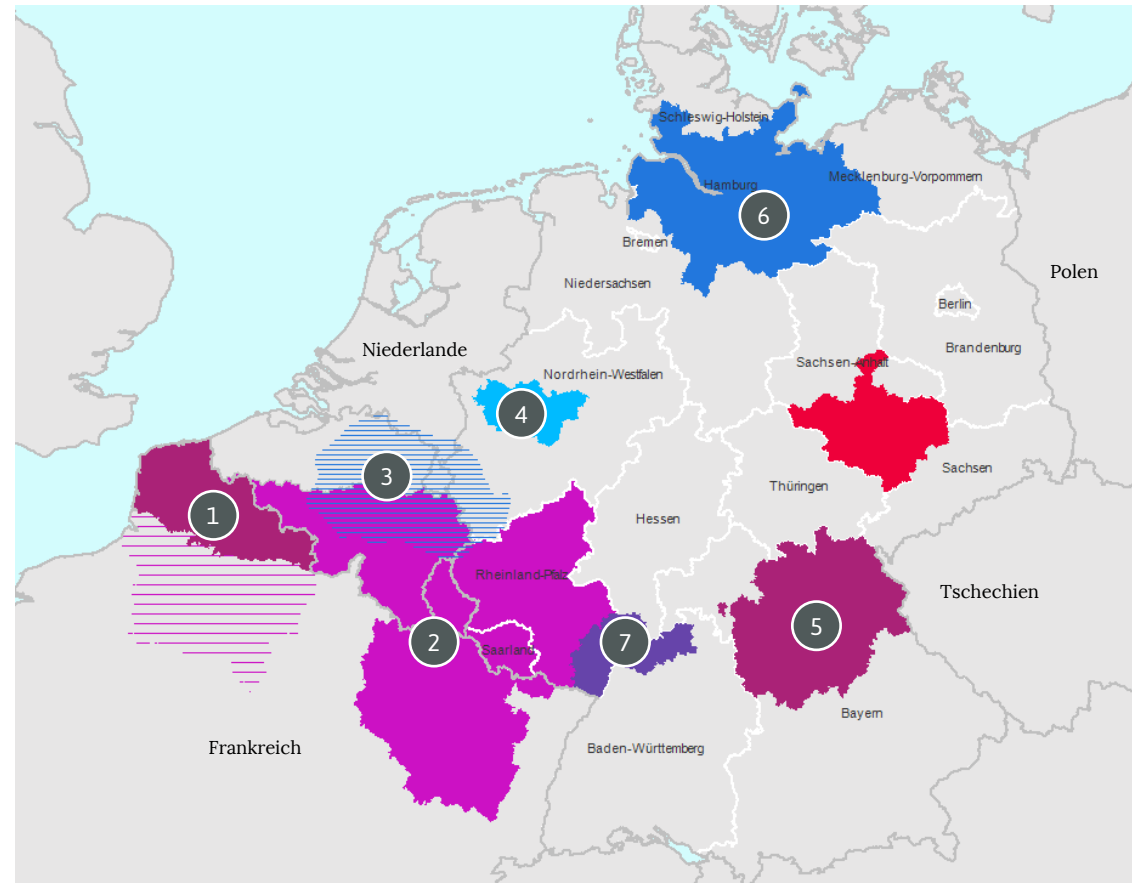 Schleswig-Holstein
Mecklenburg-Vorpommern
Hamburg
6
Bremen
Niedersachsen
Polen
Berlin
Brandenburg
Niederlande
Sachsen-Anhalt
Nordrhein-Westfalen
4
3
Sachsen
Thüringen
1
Hessen
Rheinland-Pfalz
Tschechien
5
2
7
Saarland
Bayern
Frankreich
Baden-Württemberg